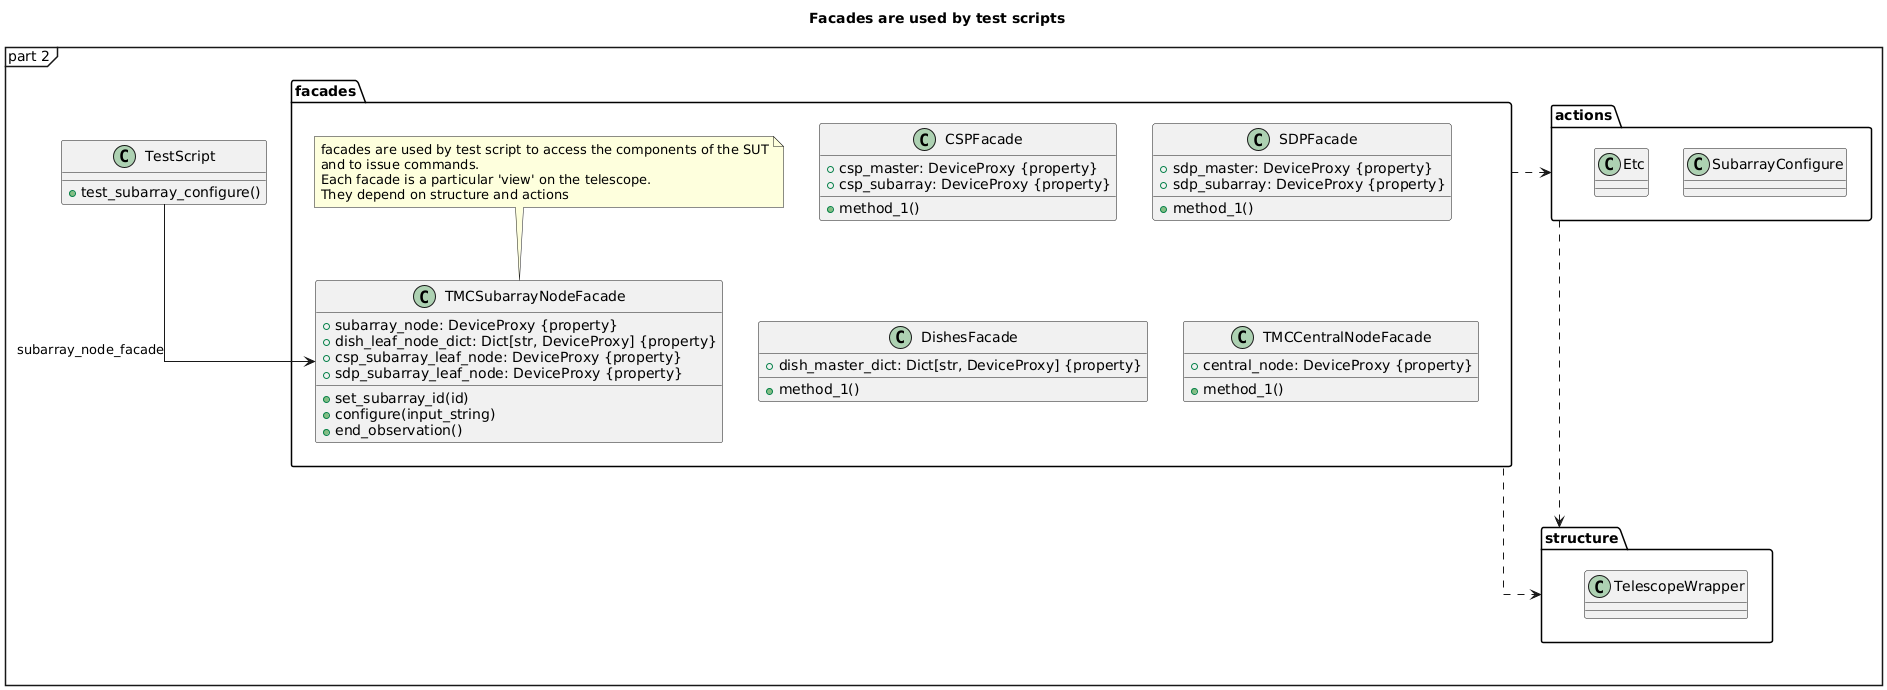 Facades are used by test scripts
part 2
facades
actions
facades are used by test script to access the components of the SUT
and to issue commands.
Each facade is a particular 'view' on the telescope.
They depend on structure and actions
C CSPFacade
csp_master: DeviceProxy {property}
csp_subarray: DeviceProxy {property}
method_1()
C SDPFacade
sdp_master: DeviceProxy {property}
sdp_subarray: DeviceProxy {property}
method_1()
C Etc
C SubarrayConfigure
C TestScript
test_subarray_configure()
subarray_node_facade
C TMCSubarrayNodeFacade
subarray_node: DeviceProxy {property}
dish_leaf_node_dict: Dict[str, DeviceProxy] {property}
csp_subarray_leaf_node: DeviceProxy {property}
sdp_subarray_leaf_node: DeviceProxy {property}
set_subarray_id(id)
configure(input_string)
end_observation()
C DishesFacade
dish_master_dict: Dict[str, DeviceProxy] {property}
method_1()
C TMCCentralNodeFacade
central_node: DeviceProxy {property}
method_1()
structure
C TelescopeWrapper